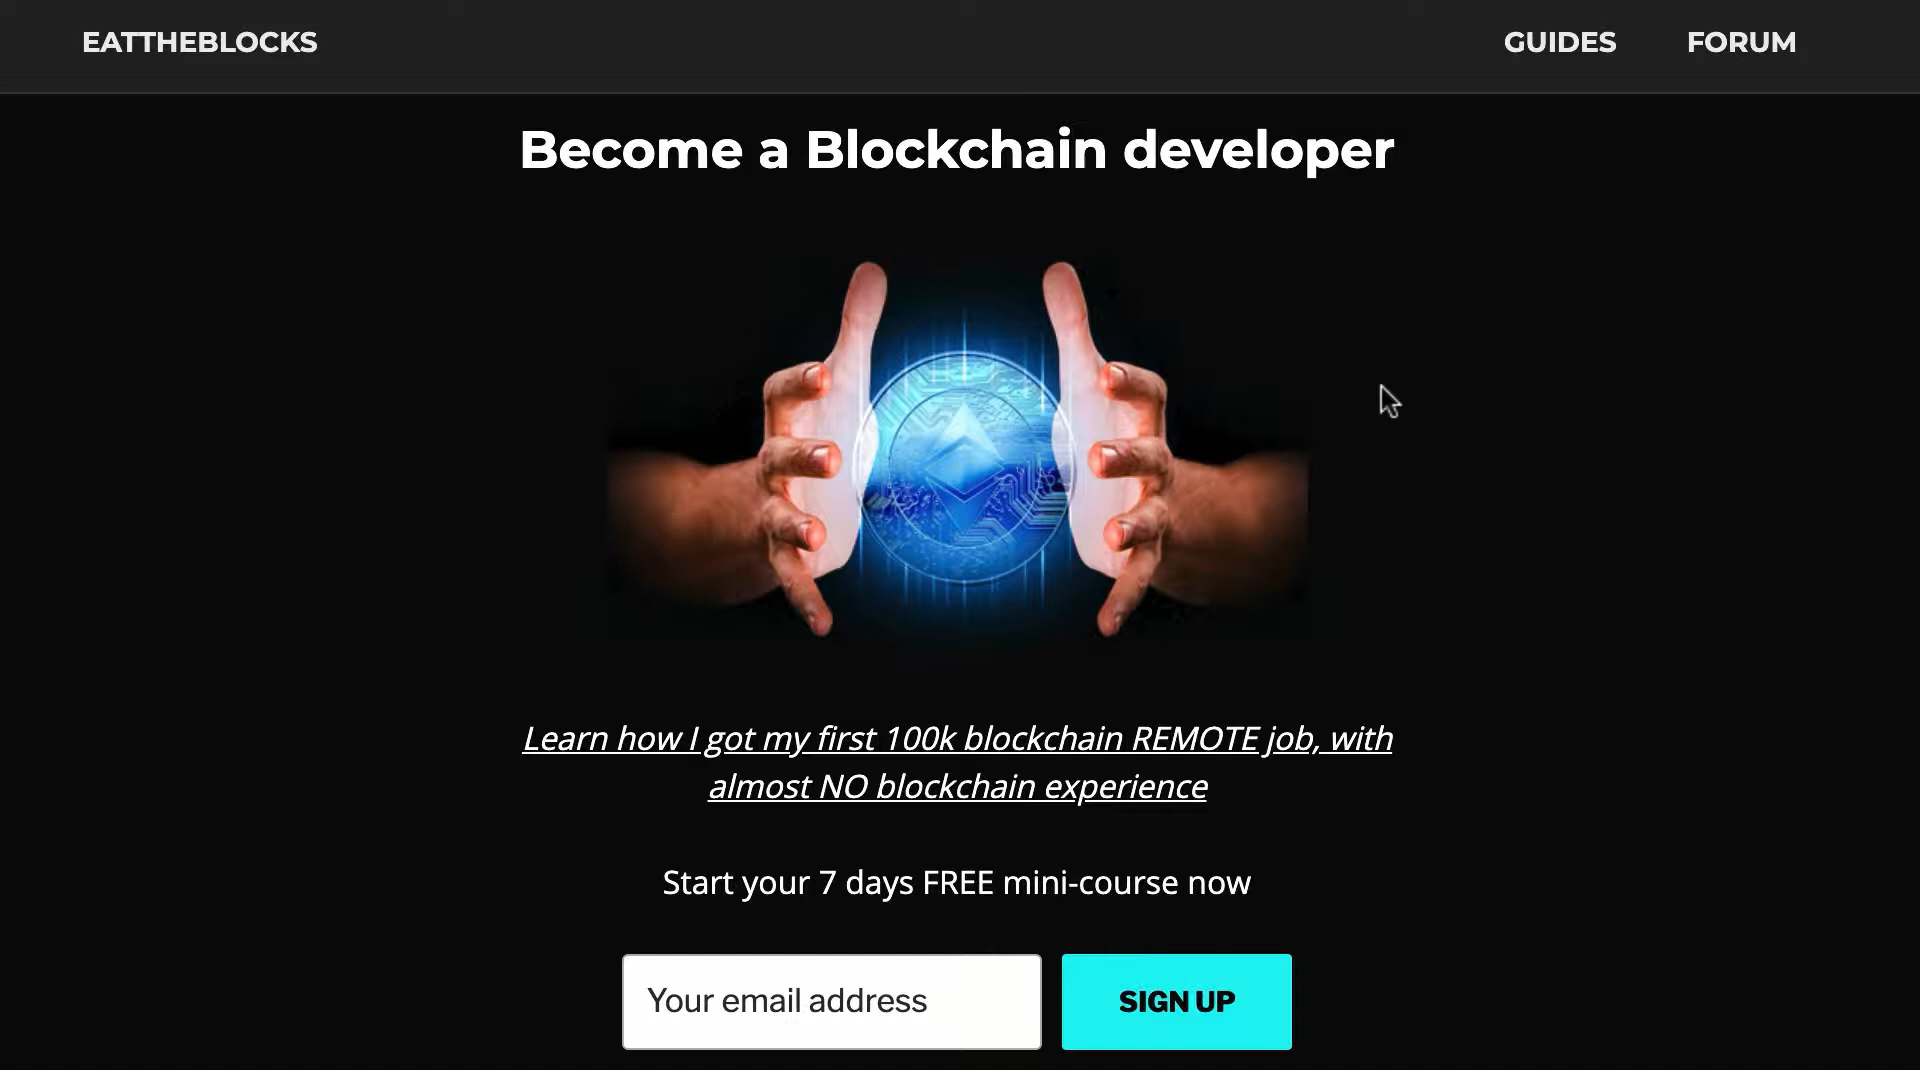 EATTHEBLOCKS
GUIDES
FORUM
Become a Blockchain developer
Learn how I got my first 100k blockchain REMOTE job, with
almost NO blockchain experience
Start your 7 days FREE mini-course now
Your email address
SIGN UP